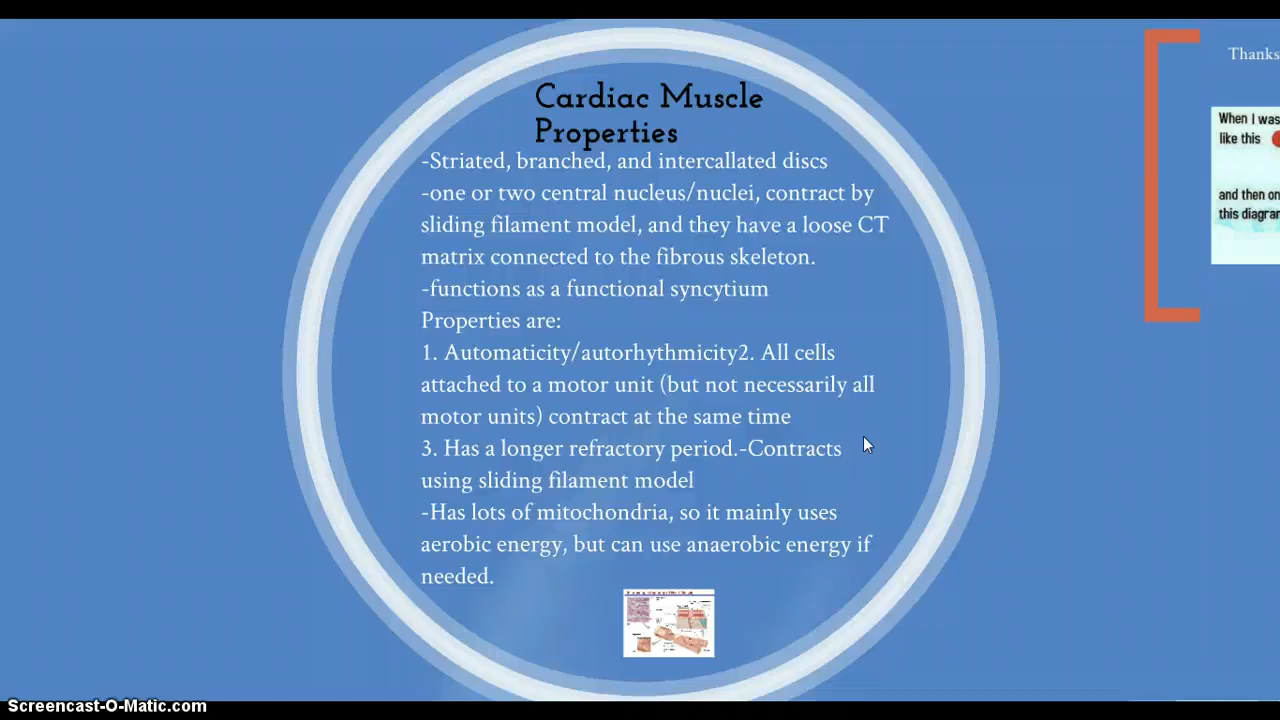 Cardiac Muscle
Properties
-Striated, branched, and intercallated discs
-one or two central nucleus/nuclei, contract by
sliding filament model, and they have a loose CT
matrix connected to the fibrous skeleton.
-functions as a functional syncytium
Properties are:
1. Automaticity/autorhythmicity2. All cells
attached to a motor unit (but not necessarily all
motor units) contract at the same time
3. Has a longer refractory period.-Contracts
using sliding filament model
-Has lots of mitochondria, so it mainly uses
aerobic energy, but can use anaerobic energy if
needed.
Thanks
When I was
like this
and then on
this diagra
Screencast-O-Matic.com